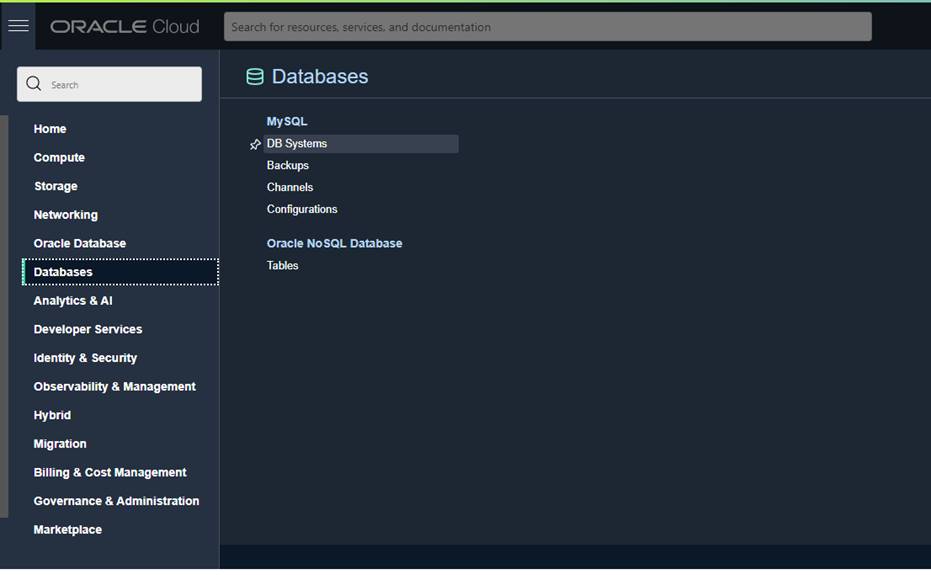 ORACLE Cloud
Search for resources, services, and documentation
Search
Home
Compute
Storage
Networking
Oracle Database
Databases
Analytics & AI
Developer Services
Identity & Security
Observability & Management
Hybrid
Migration
Billing & Cost Management
Governance & Administration
Marketplace
Databases
MySQL
DB Systems
Backups
Channels
Configurations
Oracle NoSQL Database
Tables